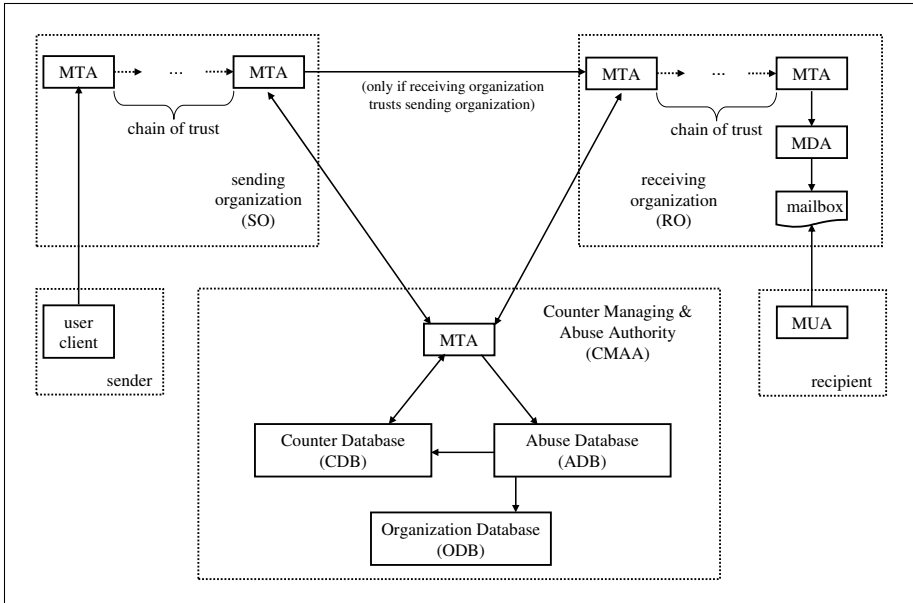 MTA
...
MTA
chain of trust
sending
organization
(SO)
(only if receiving organization
trusts sending organization)
MTA
...
MTA
chain of trust
MDA
mailbox
receiving
organization
(RO)
user
client
sender
Counter Managing &
Abuse Authority
(CMAA)
MTA
Counter Database
(CDB)
Abuse Database
(ADB)
Organization Database
(ODB)
MUA
recipient